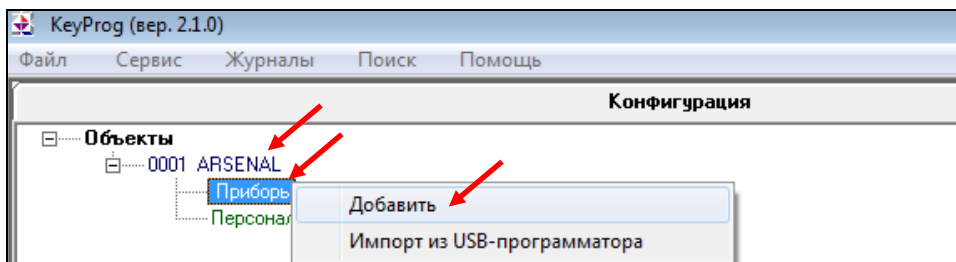 KeyProg (вер. 2.1.0)
Файл Сервис Журналы Поиск Помощь
Конфигурация
Объекты
0001 ARSENAL
Приборы
Добавить
Персонал
Импорт из USB-программатора